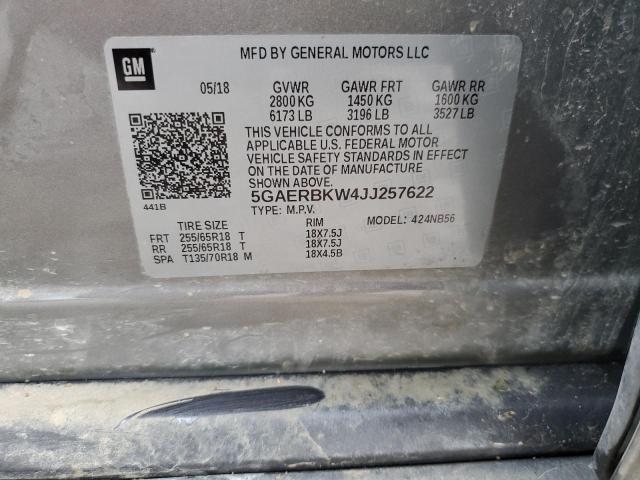 GM
MFD BY GENERAL MOTORS LLC
05/18 GVWR GAWR FRT GAWR RR
2800 KG 1450 KG 1600 KG
6173 LB 3196 LB 3527 LB
THIS VEHICLE CONFORMS TO ALL
APPLICABLE U.S. FEDERAL MOTOR
VEHICLE SAFETY STANDARDS IN EFFECT
ON THE DATE OF MANUFACTURE
SHOWN ABOVE.
441B
5GAERBKW4JJ257622
TYPE: M.P.V. MODEL: 424NB56
TIRE SIZE RIM
FRT 255/65R18 T 18X7.5J
RR 255/65R18 T 18X7.5J
SPA T135/70R18 M 18X4.5B